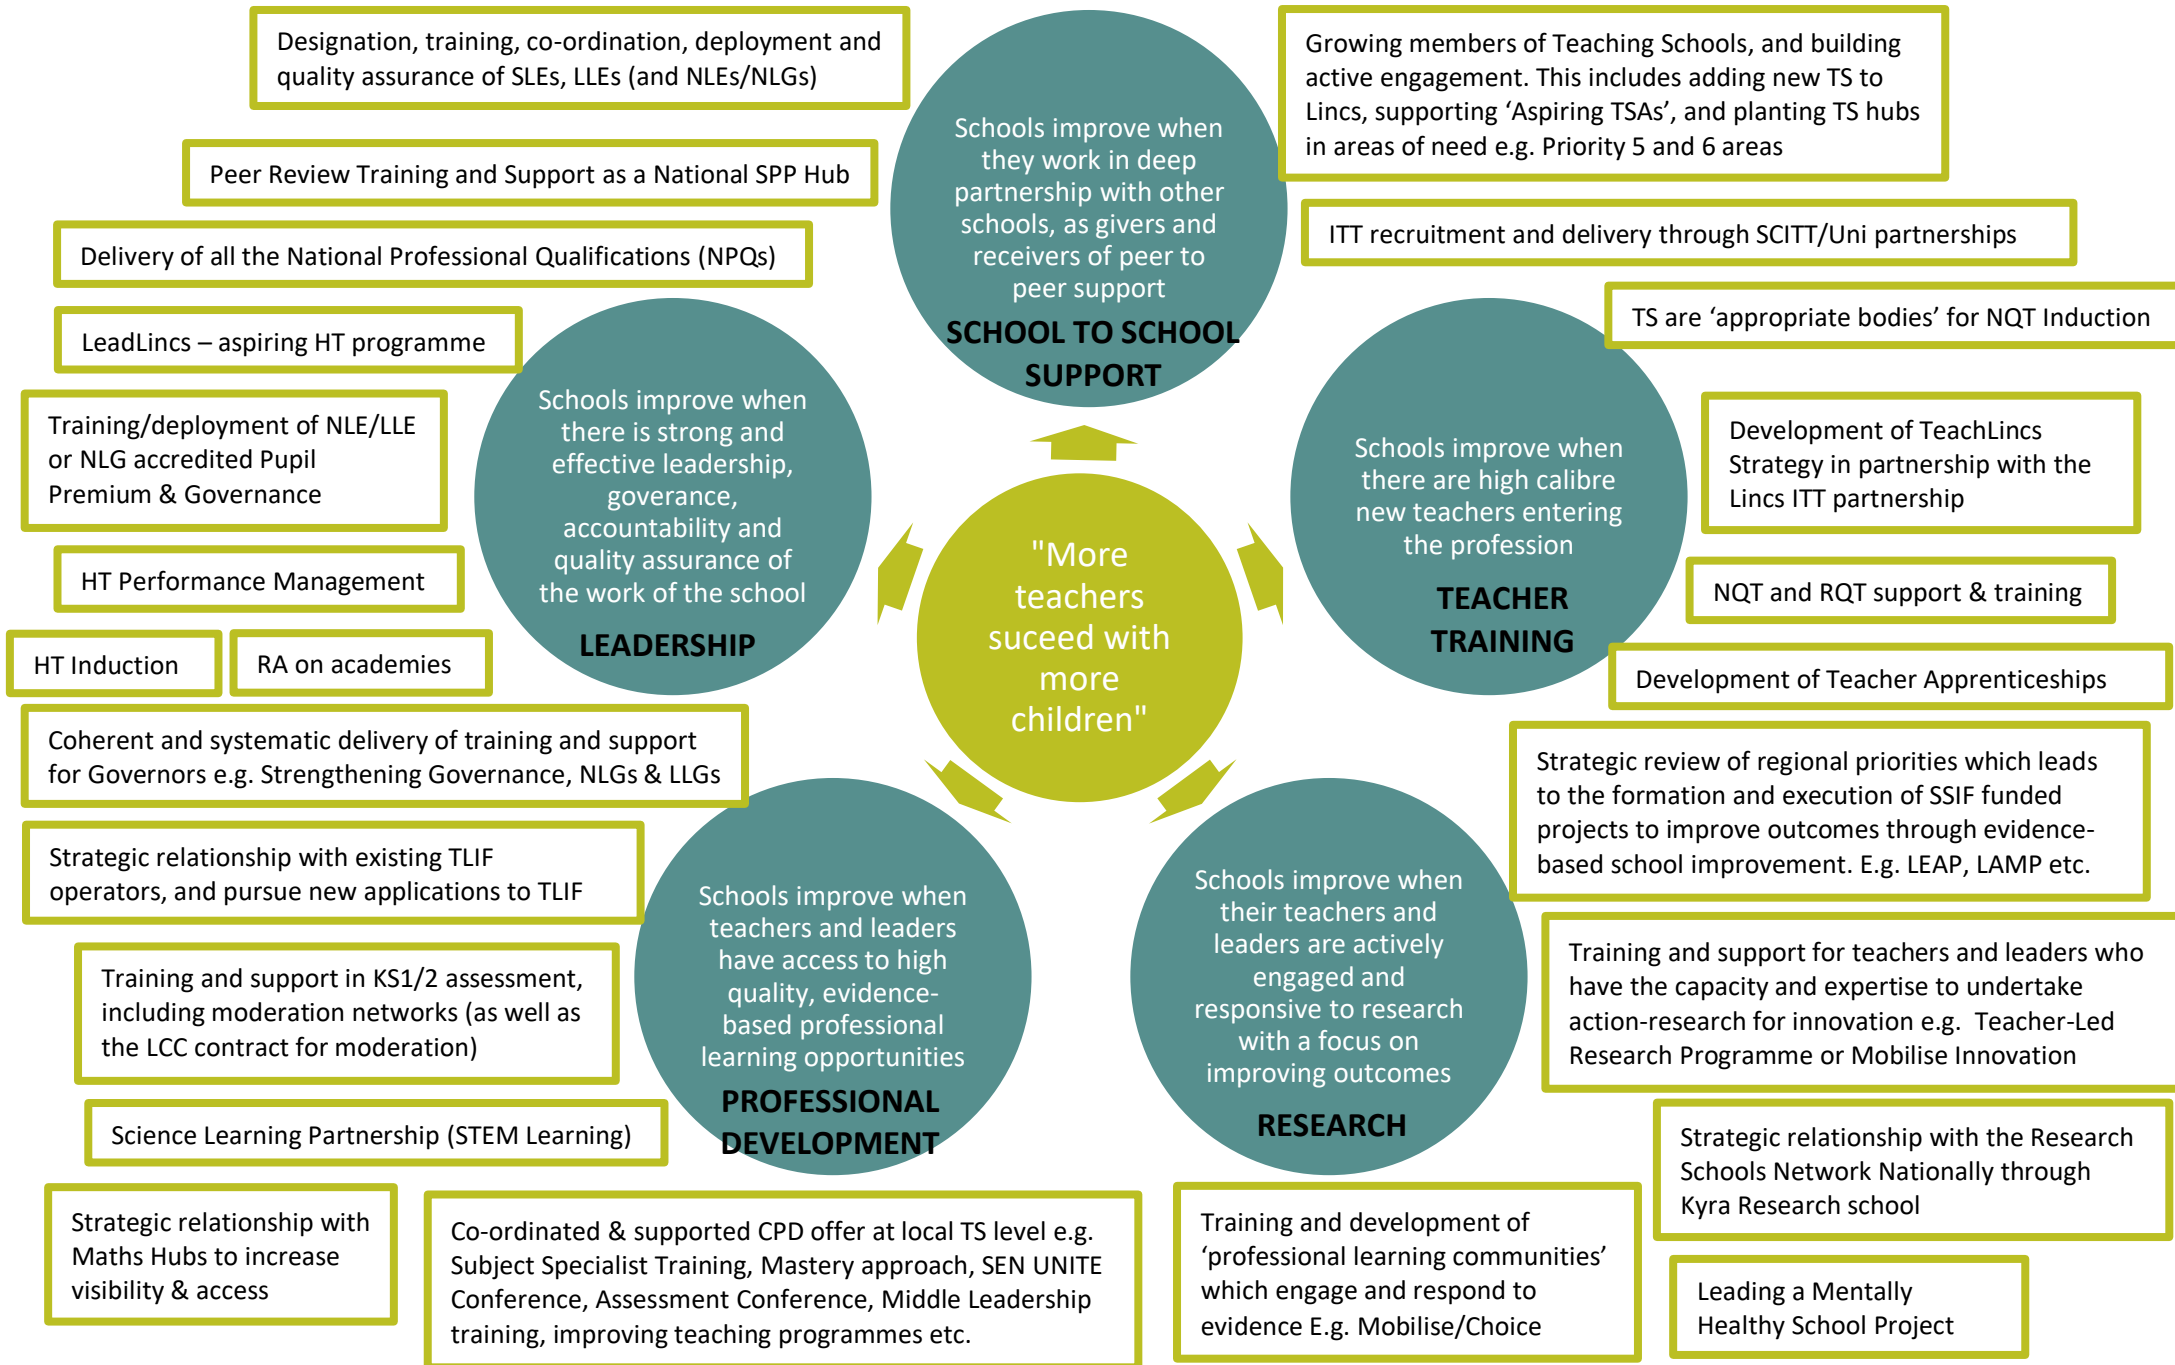 Designation, training, co-ordination, deployment and
quality assurance of SLEs, LLEs (and NLEs/NLGs)
Peer Review Training and Support as a National SPP Hub
Delivery of all the National Professional Qualifications (NPQs)
LeadLincs – aspiring HT programme
Training/deployment of NLE/LLE
or NLG accredited Pupil
Premium & Governance
HT Performance Management
HT Induction
RA on academies
Coherent and systematic delivery of training and support
for Governors e.g. Strengthening Governance, NLGs & LLGs
Strategic relationship with existing TLIF
operators, and pursue new applications to TLIF
Training and support in KS1/2 assessment,
including moderation networks (as well as
the LCC contract for moderation)
Science Learning Partnership (STEM Learning)
Strategic relationship with
Maths Hubs to increase
visibility & access
Co-ordinated & supported CPD offer at local TS level e.g.
Subject Specialist Training, Mastery approach, SEN UNITE
Conference, Assessment Conference, Middle Leadership
training, improving teaching programmes etc.
Schools improve when
they work in deep
partnership with other
schools, as givers and
receivers of peer to
peer support
SCHOOL TO SCHOOL
SUPPORT
Schools improve when
there is strong and
effective leadership,
goverance,
accountability and
quality assurance of
the work of the school
LEADERSHIP
"More
teachers
suceed with
more
children"
Schools improve when
there are high calibre
new teachers entering
the profession
TEACHER
TRAINING
Schools improve when
teachers and leaders
have access to high
quality, evidence-
based professional
learning opportunities
PROFESSIONAL
DEVELOPMENT
Schools improve when
their teachers and
leaders are actively
engaged and
responsive to research
with a focus on
improving outcomes
RESEARCH
Growing members of Teaching Schools, and building
active engagement. This includes adding new TS to
Lincs, supporting ‘Aspiring TSAs’, and planting TS hubs
in areas of need e.g. Priority 5 and 6 areas
ITT recruitment and delivery through SCITT/Uni partnerships
TS are ‘appropriate bodies’ for NQT Induction
Development of TeachLincs
Strategy in partnership with the
Lincs ITT partnership
NQT and RQT support & training
Development of Teacher Apprenticeships
Strategic review of regional priorities which leads
to the formation and execution of SSIF funded
projects to improve outcomes through evidence-
based school improvement. E.g. LEAP, LAMP etc.
Training and support for teachers and leaders who
have the capacity and expertise to undertake
action-research for innovation e.g. Teacher-Led
Research Programme or Mobilise Innovation
Strategic relationship with the Research
Schools Network Nationally through
Kyra Research school
Training and development of
‘professional learning communities’
which engage and respond to
evidence E.g. Mobilise/Choice
Leading a Mentally
Healthy School Project